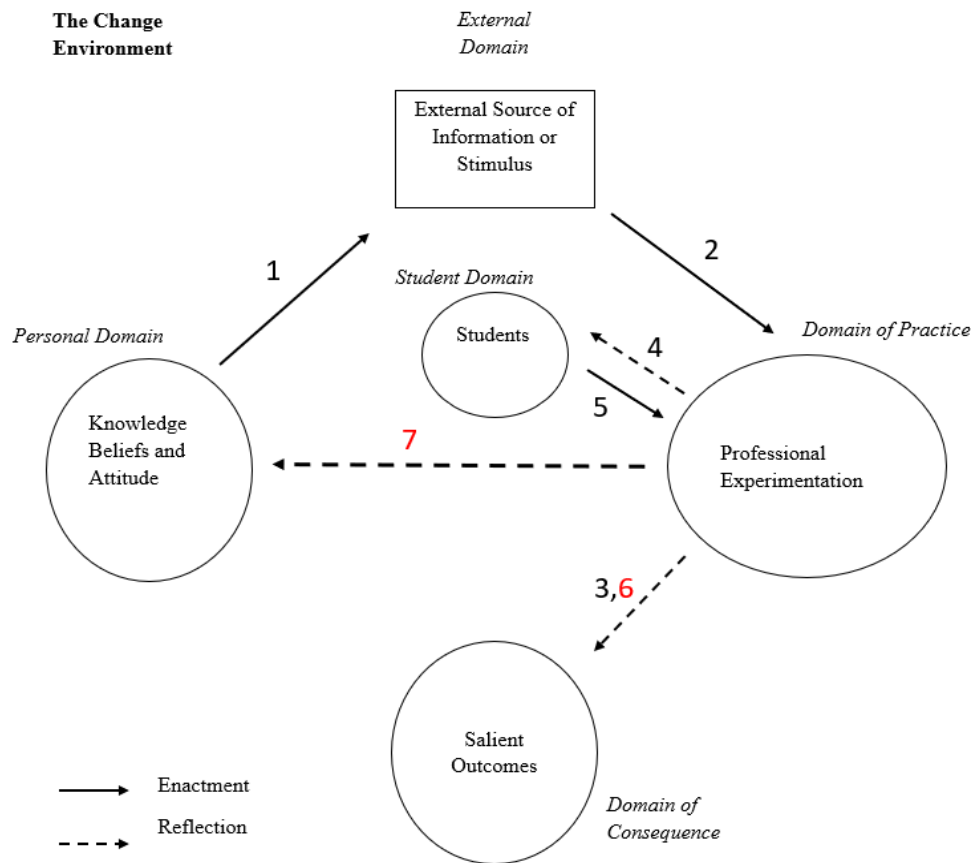 The Change
Environment
External
Domain
External Source of
Information or
Stimulus
1
2
Student Domain
Students
Personal Domain
Domain of Practice
4
5
Knowledge
Beliefs and
Attitude
7
Professional
Experimentation
3,6
Salient
Outcomes
Enactment
Reflection
Domain of
Consequence